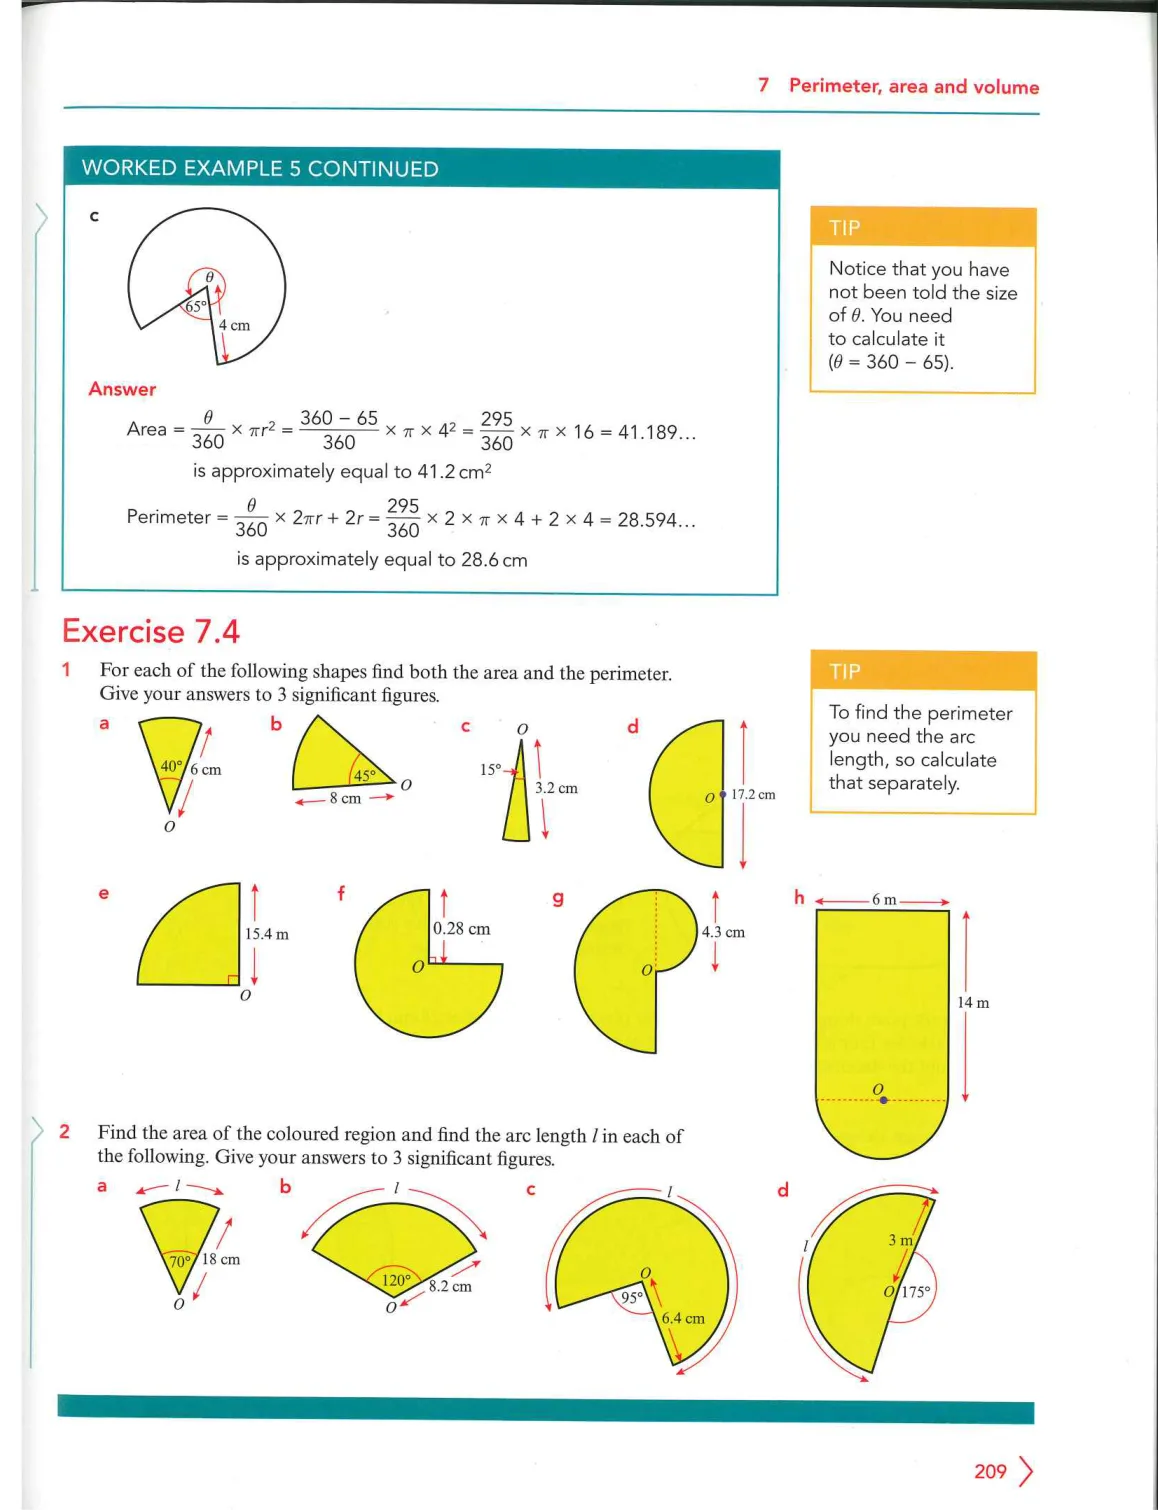 7 Perimeter, area and volume
WORKED EXAMPLE 5 CONTINUED
c
θ
65°
4 cm
Answer
Area = θ/360 × πr² = (360 − 65)/360 × π × 4² = 295/360 × π × 16 = 41.189...
is approximately equal to 41.2 cm²
Perimeter = θ/360 × 2πr + 2r = 295/360 × 2 × π × 4 + 2 × 4 = 28.594...
is approximately equal to 28.6 cm
TIP
Notice that you have
not been told the size
of θ. You need
to calculate it
(θ = 360 − 65).
Exercise 7.4
1 For each of the following shapes find both the area and the perimeter.
Give your answers to 3 significant figures.
TIP
To find the perimeter
you need the arc
length, so calculate
that separately.
a
40°
6 cm
O
b
45°
O
8 cm
c
O
15°
3.2 cm
d
O
17.2 cm
e
15.4 m
O
f
0.28 cm
O
g
4.3 cm
O
h
6 m
14 m
O
2 Find the area of the coloured region and find the arc length l in each of
the following. Give your answers to 3 significant figures.
a
l
70°
18 cm
O
b
l
120°
8.2 cm
O
c
l
O
95°
6.4 cm
d
l
3 m
O
175°
209